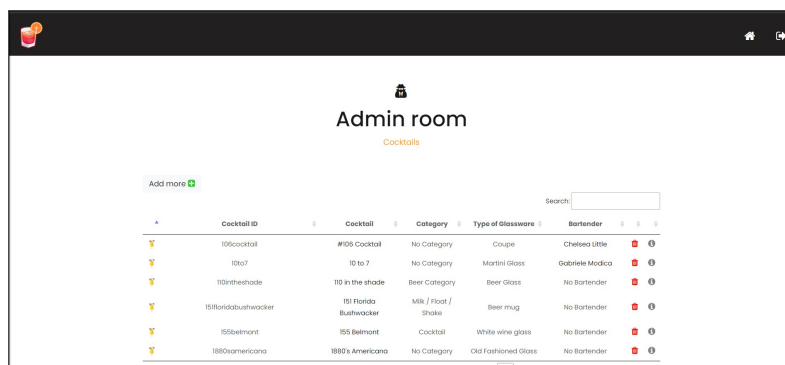 Admin room
Cocktails
Add more
Search:
Cocktail ID Cocktail Category Type of Glassware Bartender
106cocktail #106 Cocktail No Category Coupe Chelsea Little
10to7 10 to 7 No Category Martini Glass Gabriele Modica
110intheshade 110 in the shade Beer Category Beer Glass No Bartender
151floridabushwacker 151 Florida Bushwacker Milk / Float / Shake Beer mug No Bartender
155belmont 155 Belmont Cocktail White wine glass No Bartender
1880samericana 1880's Americana No Category Old Fashioned Glass No Bartender